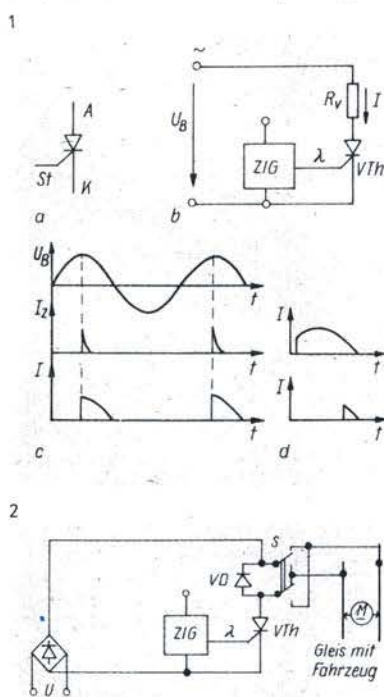 1
A
St
K
a
~
U_B
R_v
I
ZIG
λ
VTh
b
U_B
t
I_Z
t
I
t
c
I
t
I
t
d
2
S
VD
ZIG
λ
VTh
M
U
Gleis mit
Fahrzeug